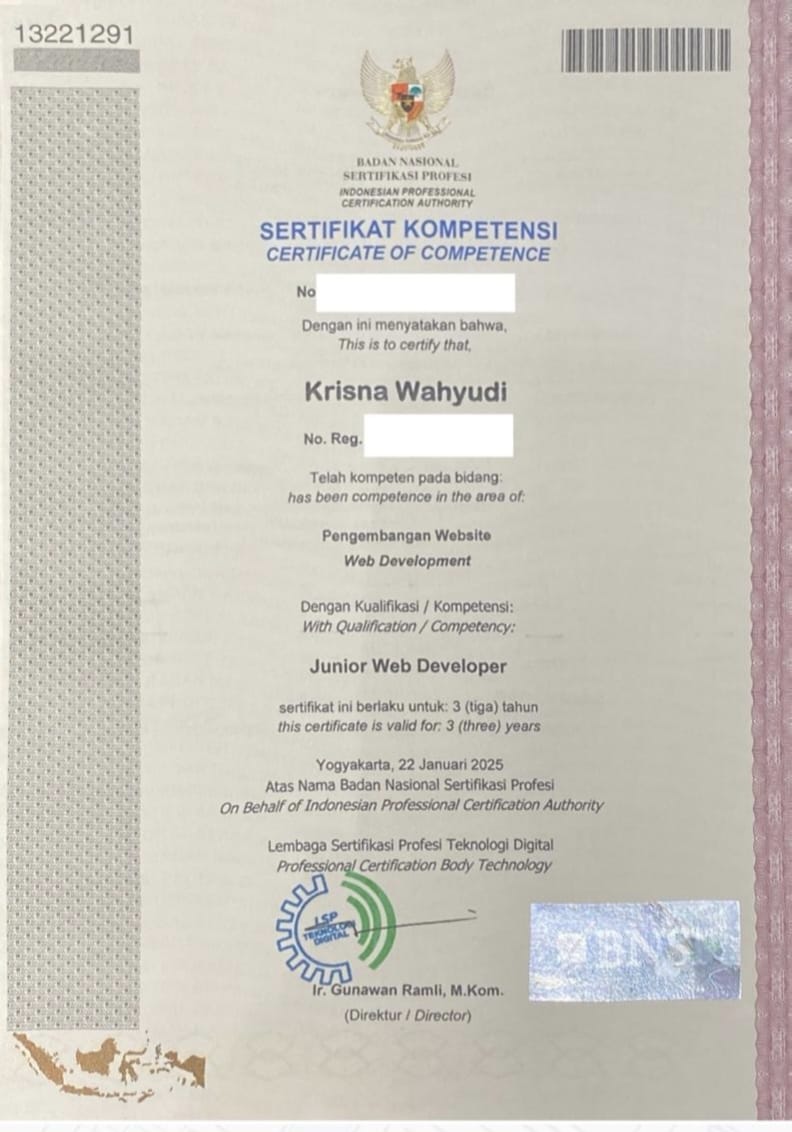 13221291
BADAN NASIONAL
SERTIFIKASI PROFESI
INDONESIAN PROFESSIONAL
CERTIFICATION AUTHORITY
SERTIFIKAT KOMPETENSI
CERTIFICATE OF COMPETENCE
No
Dengan ini menyatakan bahwa,
This is to certify that,
Krisna Wahyudi
No. Reg.
Telah kompeten pada bidang:
has been competence in the area of:
Pengembangan Website
Web Development
Dengan Kualifikasi / Kompetensi:
With Qualification / Competency:
Junior Web Developer
sertifikat ini berlaku untuk: 3 (tiga) tahun
this certificate is valid for: 3 (three) years
Yogyakarta, 22 Januari 2025
Atas Nama Badan Nasional Sertifikasi Profesi
On Behalf of Indonesian Professional Certification Authority
Lembaga Sertifikasi Profesi Teknologi Digital
Professional Certification Body Technology
LSP
TEKNOLOGI
DIGITAL
BNS
Ir. Gunawan Ramli, M.Kom.
(Direktur / Director)